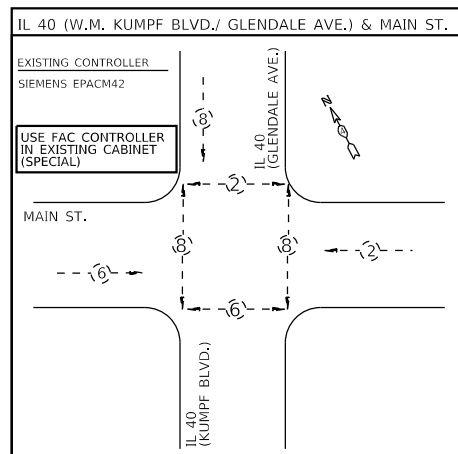 IL 40 (W.M. KUMPF BLVD./ GLENDALE AVE.) & MAIN ST.
EXISTING CONTROLLER
SIEMENS EPACM42
USE FAC CONTROLLER
IN EXISTING CABINET
(SPECIAL)
8
IL 40
(GLENDALE AVE.)
N
2
MAIN ST.
8
8
2
6
6
IL 40
(KUMPF BLVD.)